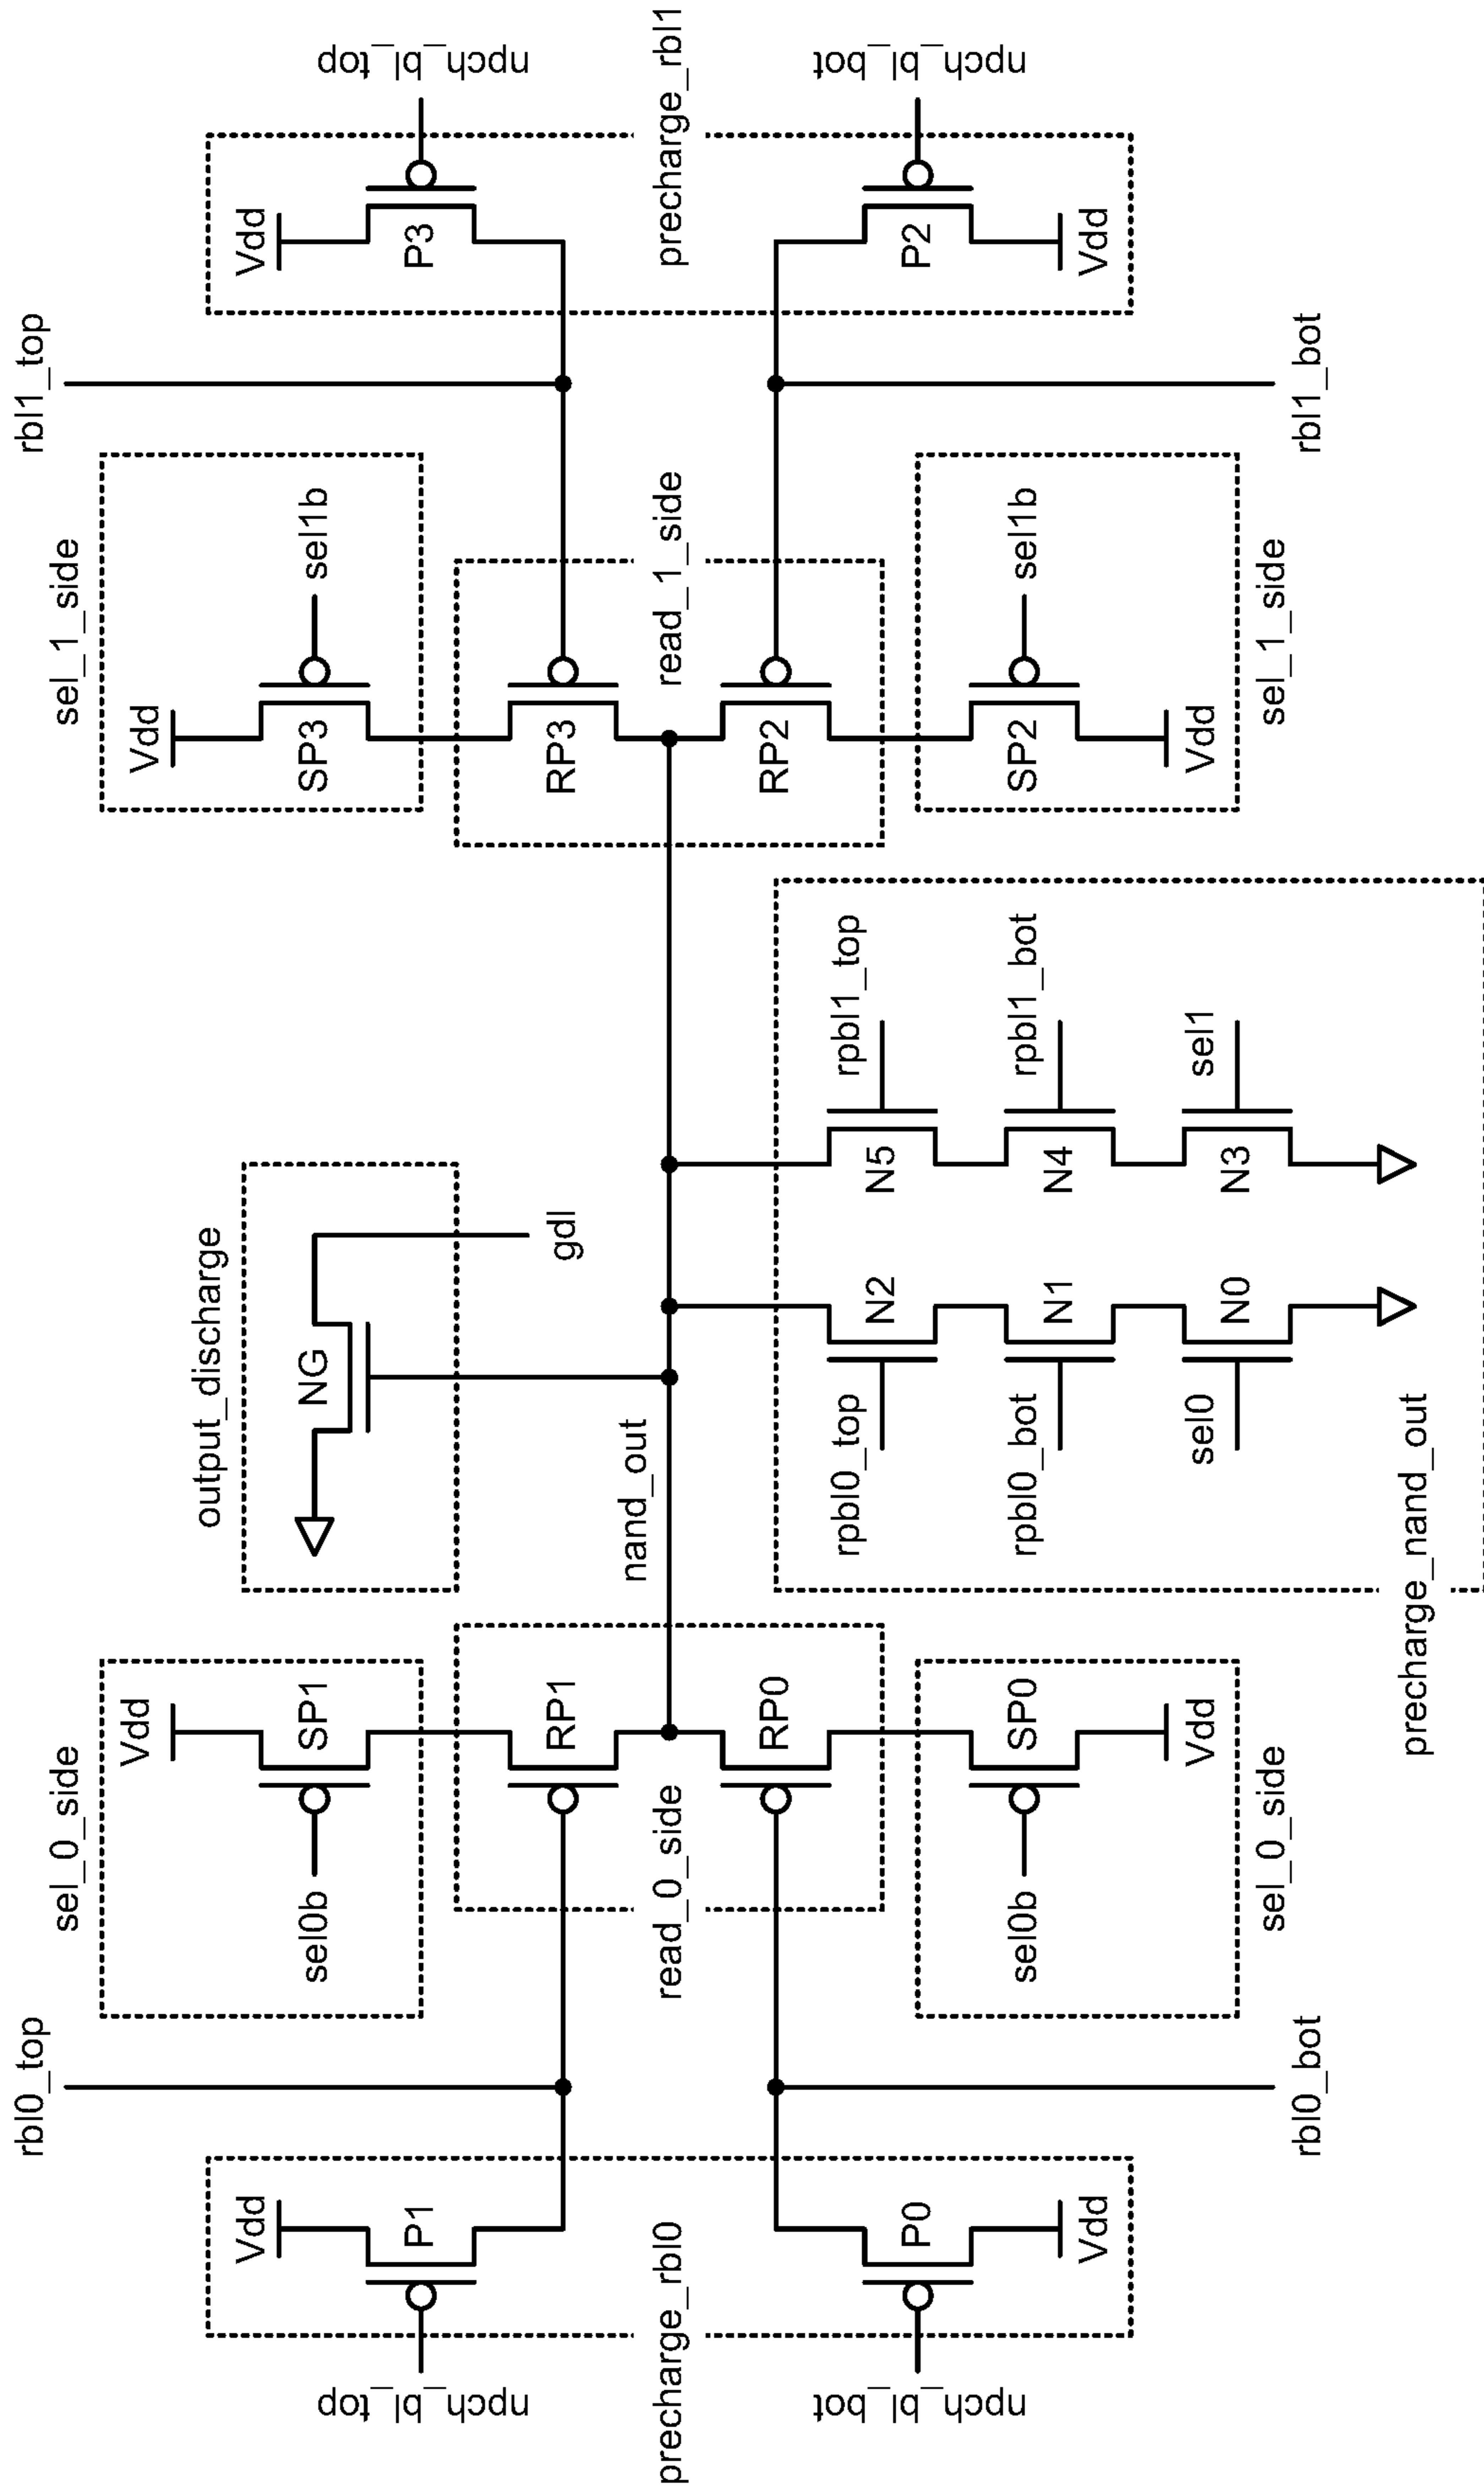 rbl0_top
rbl1_top
sel_0_side
sel_1_side
Vdd
Vdd
output_discharge
Vdd
Vdd
sel0b
SP1
NG
SP3
sel1b
npch_bl_top
P1
P3
npch_bl_top
RP1
gdl
RP3
nand_out
precharge_rbl0
read_0_side
read_1_side
precharge_rbl1
RP0
RP2
rpbl0_top
N2
N5
rpbl1_top
npch_bl_bot
P0
P2
npch_bl_bot
sel0b
SP0
rpbl0_bot
N1
N4
rpbl1_bot
SP2
sel1b
Vdd
Vdd
Vdd
sel0
N0
N3
sel1
Vdd
sel_0_side
sel_1_side
rbl0_bot
rbl1_bot
precharge_nand_out